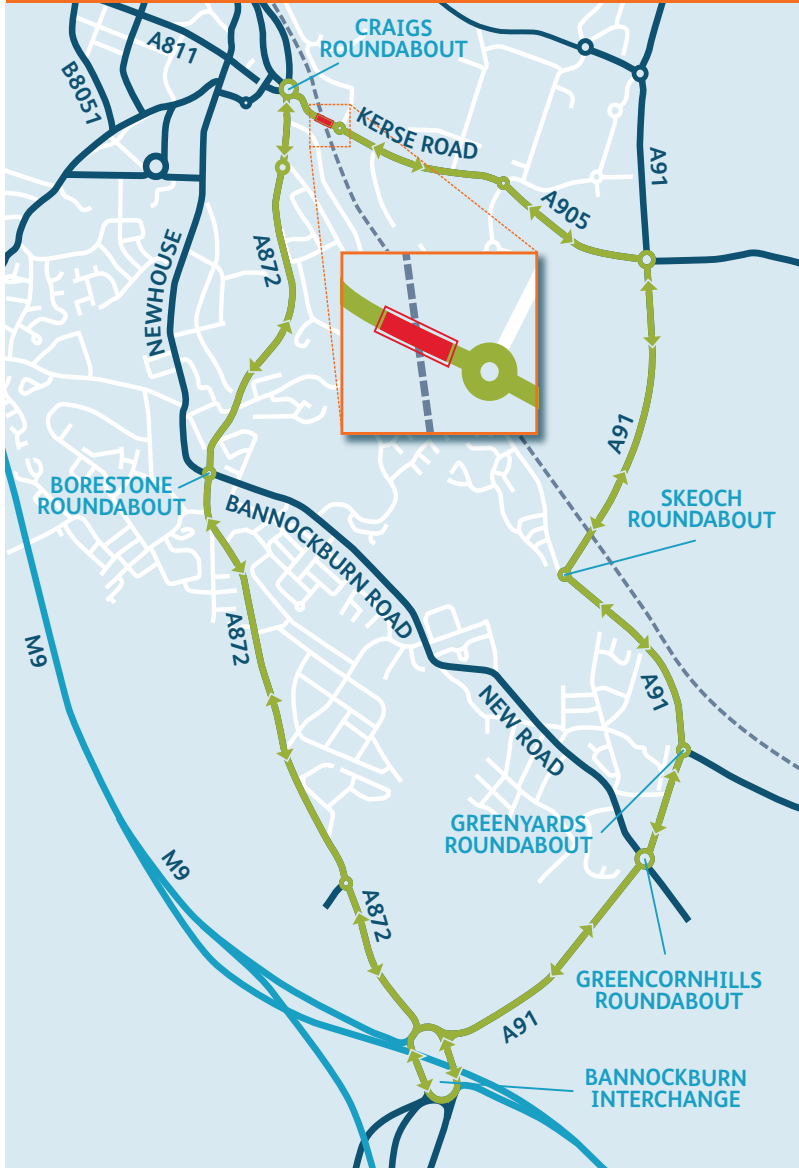 CRAIGS
ROUNDABOUT
A811
B8051
KERSE ROAD
A91
A905
A872
NEWHOUSE
A91
BORESTONE
ROUNDABOUT
BANNOCKBURN ROAD
SKEOCH
ROUNDABOUT
A872
M9
A91
NEW ROAD
GREENYARDS
ROUNDABOUT
M9
A872
GREENCORNHILLS
ROUNDABOUT
A91
BANNOCKBURN
INTERCHANGE